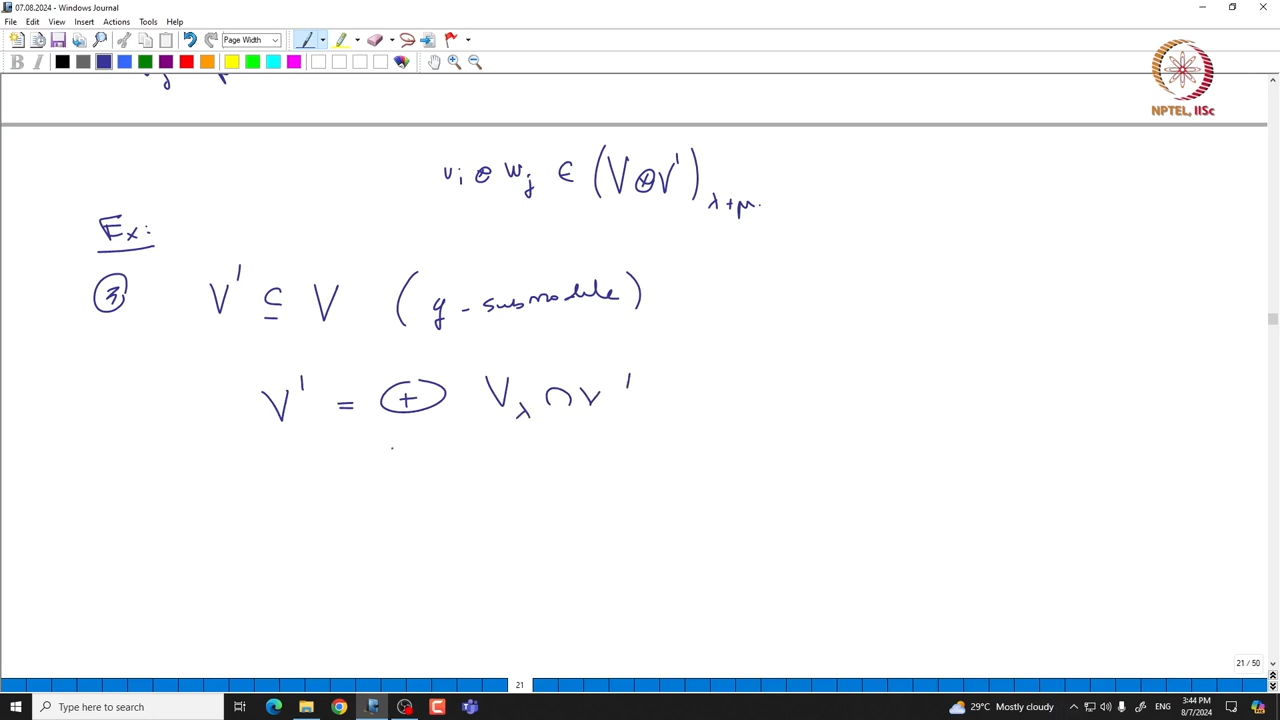 07.08.2024 - Windows Journal
File Edit View Insert Actions Tools Help
Page Width
B I
NPTEL, IISc
vᵢ ⊗ wⱼ ∈ (V ⊗ V')_{λ+μ}.
Ex:
③ V' ⊆ V (g - submodule)
V' = ⊕ V_λ ∩ V'
21 / 50
21
Type here to search
29°C Mostly cloudy
ENG
3:44 PM
8/7/2024